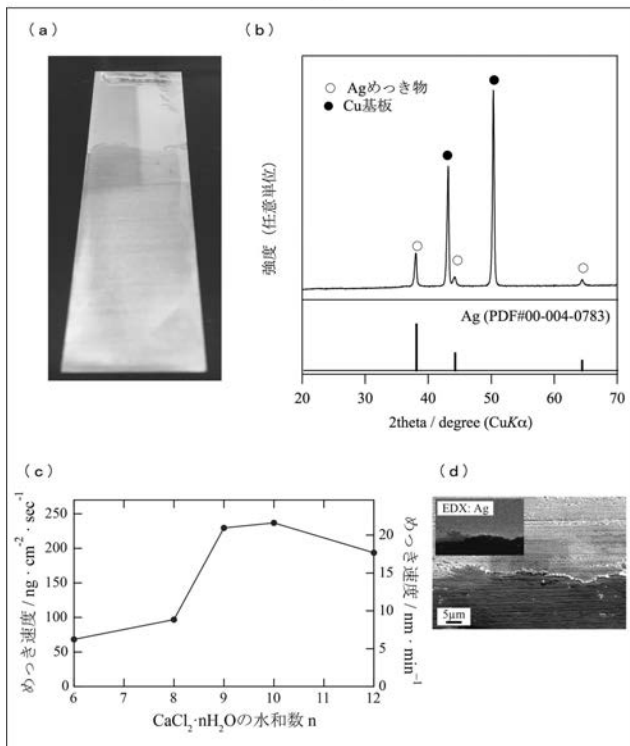 (a)
(b)
○ Agめっき物
● Cu基板
強度 (任意単位)
Ag (PDF#00-004-0783)
20 30 40 50 60 70
2theta / degree (CuKα)
(c)
めっき速度 / ng・cm⁻²・sec⁻¹
250
200
150
100
50
0
6 7 8 9 10 11 12
CaCl₂·nH₂Oの水和数 n
20
15
10
5
0
めっき速度 / nm・min⁻¹
(d)
EDX: Ag
5μm